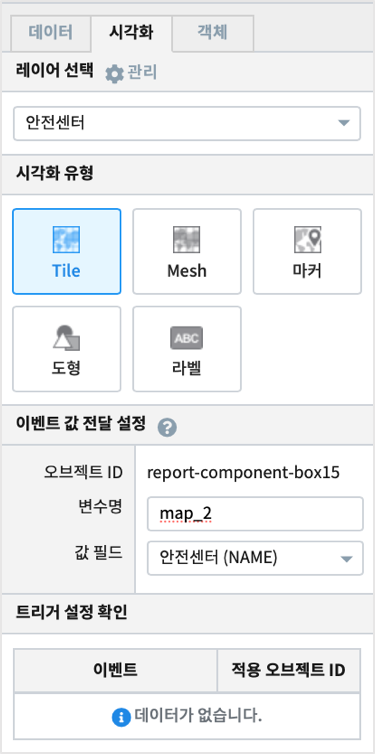 데이터 시각화 객체
레이어 선택 관리
안전센터
시각화 유형
Tile Mesh 마커
ABC
도형 라벨
이벤트 값 전달 설정 ?
오브젝트 ID report-component-box15
변수명 map_2
값 필드 안전센터 (NAME)
트리거 설정 확인
이벤트 적용 오브젝트 ID
데이터가 없습니다.